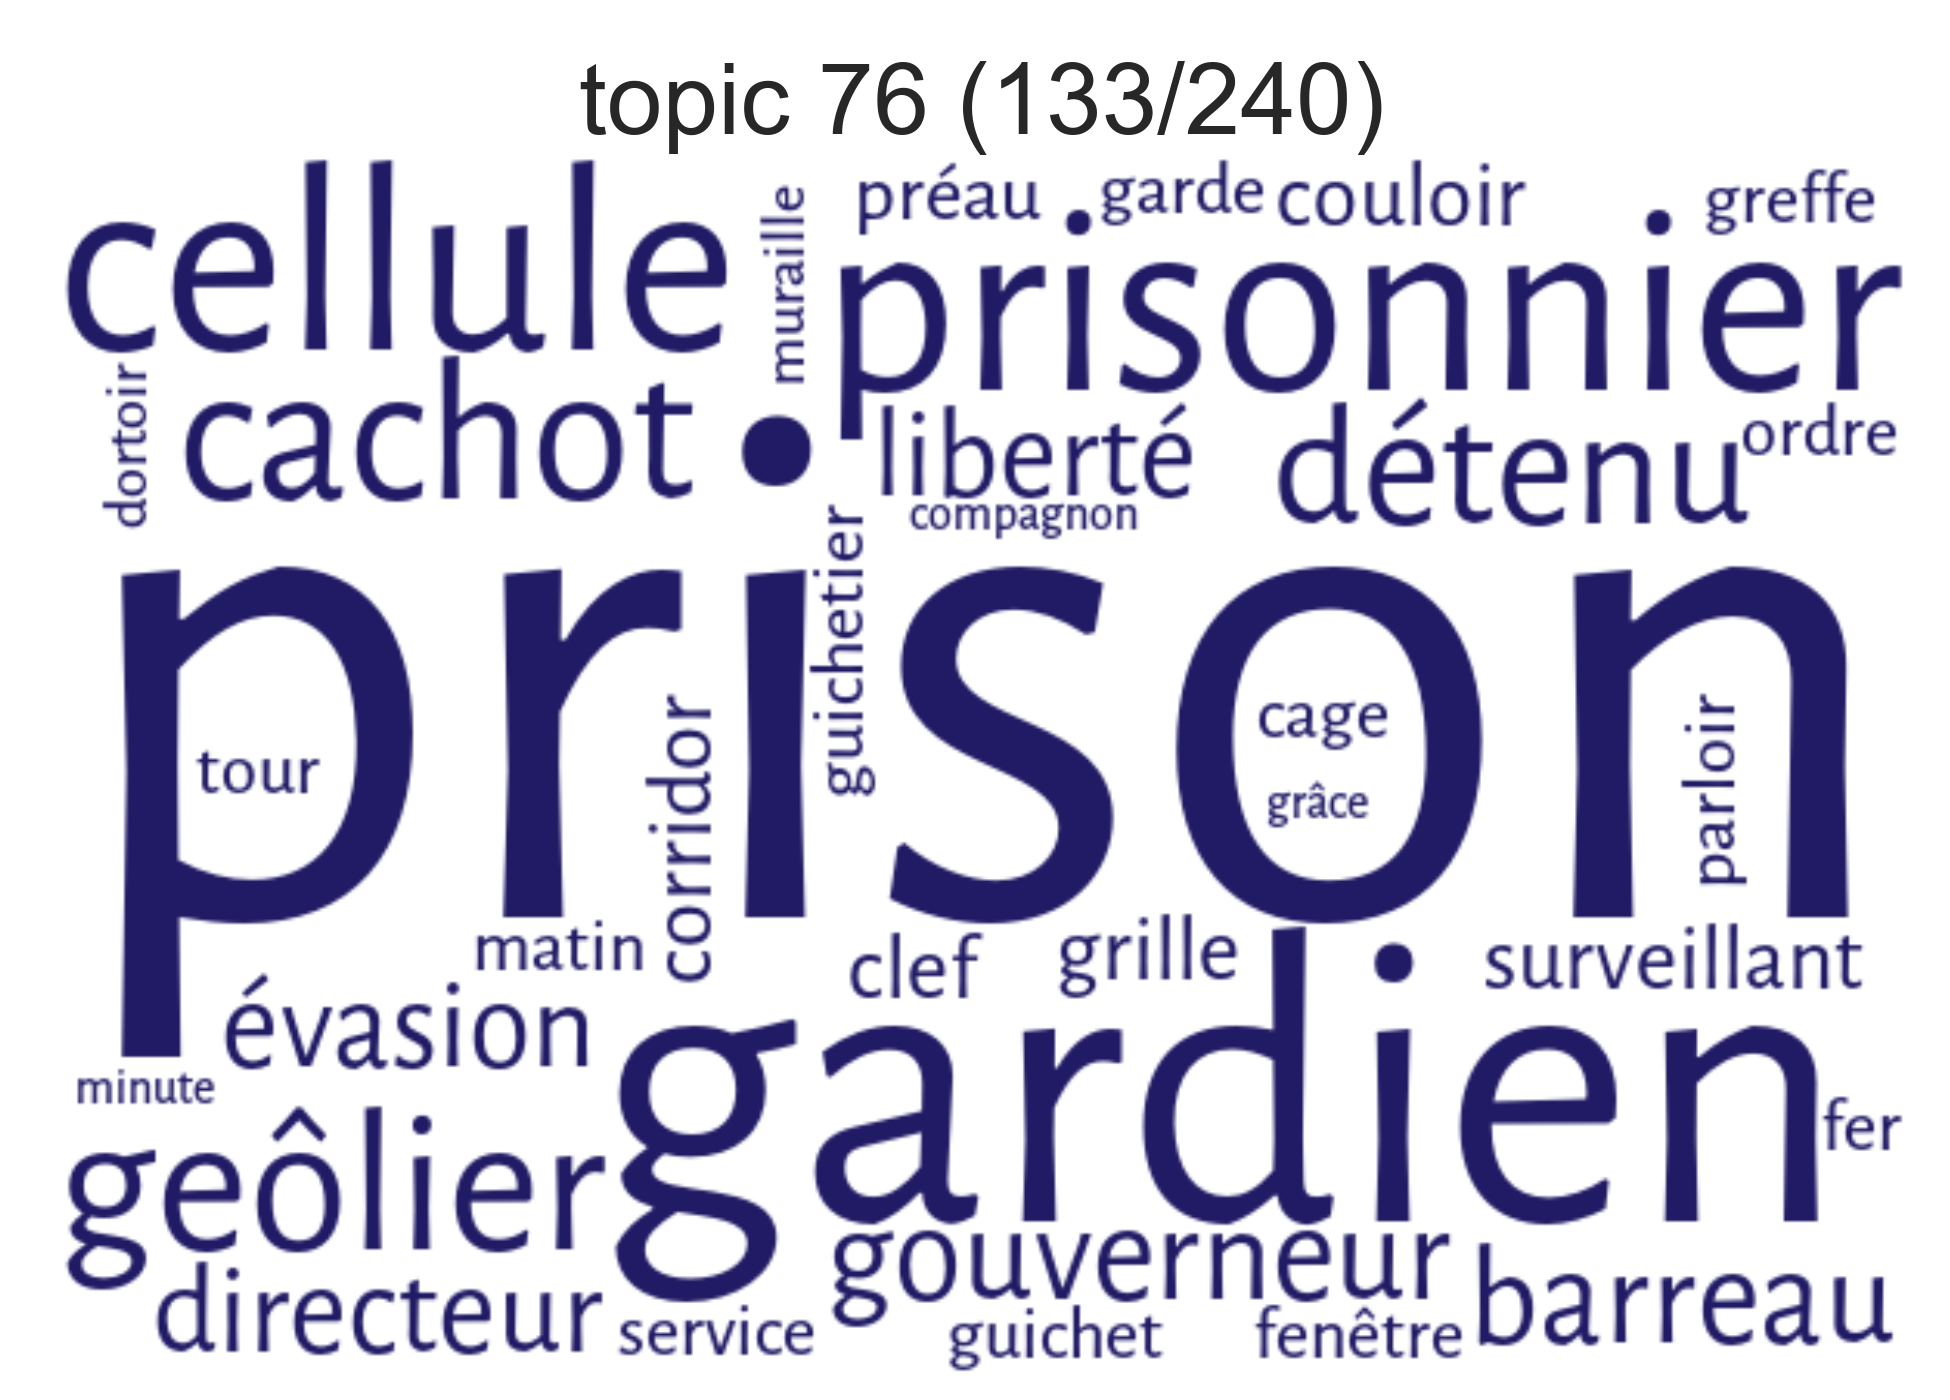 topic 76 (133/240)
cellule
muraille
préau
garde
couloir
greffe
prisonnier
dortoir
cachot
liberté
détenu
ordre
compagnon
guichetier
prison
tour
corridor
cage
grâce
parloir
matin
clef
grille
surveillant
évasion
gardien
minute
fer
geôlier
gouverneur
barreau
directeur
service
guichet
fenêtre